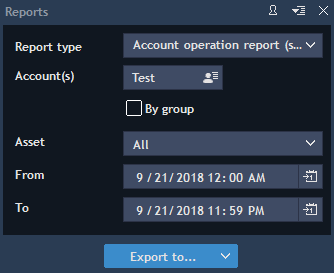 Reports
Report type Account operation report (s...
Account(s) Test
By group
Asset All
From 9 / 21 / 2018 12: 00 AM
To 9 / 21 / 2018 11: 59 PM
Export to...